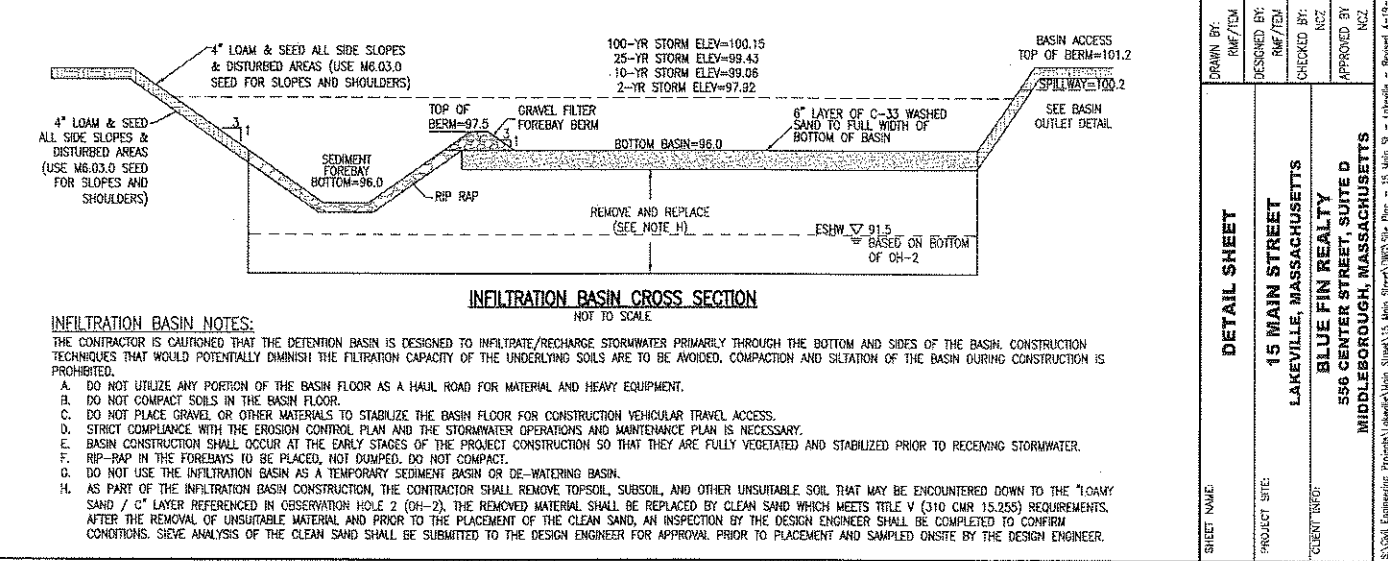 4" LOAM & SEED ALL SIDE SLOPES
& DISTURBED AREAS (USE M6.03.0
SEED FOR SLOPES AND SHOULDERS)
4" LOAM & SEED
ALL SIDE SLOPES &
DISTURBED AREAS
(USE M6.03.0 SEED
FOR SLOPES AND
SHOULDERS)
3
1
SEDIMENT
FOREBAY
BOTTOM=96.0
TOP OF
BERM=97.5
GRAVEL FILTER
FOREBAY BERM
3
1
RIP RAP
100-YR STORM ELEV=100.15
25-YR STORM ELEV=99.43
10-YR STORM ELEV=99.06
2-YR STORM ELEV=97.92
BOTTOM BASIN=96.0
6" LAYER OF C-33 WASHED
SAND TO FULL WIDTH OF
BOTTOM OF BASIN
BASIN ACCESS
TOP OF BERM=101.2
SPILLWAY=100.2
SEE BASIN
OUTLET DETAIL
REMOVE AND REPLACE
(SEE NOTE H)
ESHW 91.5
BASED ON BOTTOM
OF OH-2
INFILTRATION BASIN CROSS SECTION
NOT TO SCALE
INFILTRATION BASIN NOTES:
THE CONTRACTOR IS CAUTIONED THAT THE DETENTION BASIN IS DESIGNED TO INFILTRATE/RECHARGE STORMWATER PRIMARILY THROUGH THE BOTTOM AND SIDES OF THE BASIN. CONSTRUCTION
TECHNIQUES THAT WOULD POTENTIALLY DIMINISH THE FILTRATION CAPACITY OF THE UNDERLYING SOILS ARE TO BE AVOIDED. COMPACTION AND SILTATION OF THE BASIN DURING CONSTRUCTION IS
PROHIBITED.
A. DO NOT UTILIZE ANY PORTION OF THE BASIN FLOOR AS A HAUL ROAD FOR MATERIAL AND HEAVY EQUIPMENT.
B. DO NOT COMPACT SOILS IN THE BASIN FLOOR.
C. DO NOT PLACE GRAVEL OR OTHER MATERIALS TO STABILIZE THE BASIN FLOOR FOR CONSTRUCTION VEHICULAR TRAVEL ACCESS.
D. STRICT COMPLIANCE WITH THE EROSION CONTROL PLAN AND THE STORMWATER OPERATIONS AND MAINTENANCE PLAN IS NECESSARY.
E. BASIN CONSTRUCTION SHALL OCCUR AT THE EARLY STAGES OF THE PROJECT CONSTRUCTION SO THAT THEY ARE FULLY VEGETATED AND STABILIZED PRIOR TO RECEIVING STORMWATER.
F. RIP-RAP IN THE FOREBAYS TO BE PLACED, NOT DUMPED. DO NOT COMPACT.
G. DO NOT USE THE INFILTRATION BASIN AS A TEMPORARY SEDIMENT BASIN OR DE-WATERING BASIN.
H. AS PART OF THE INFILTRATION BASIN CONSTRUCTION, THE CONTRACTOR SHALL REMOVE TOPSOIL, SUBSOIL, AND OTHER UNSUITABLE SOIL THAT MAY BE ENCOUNTERED DOWN TO THE "LOAMY
SAND / C" LAYER REFERENCED IN OBSERVATION HOLE 2 (OH-2). THE REMOVED MATERIAL SHALL BE REPLACED BY CLEAN SAND WHICH MEETS TITLE V (310 CMR 15.255) REQUIREMENTS.
AFTER THE REMOVAL OF UNSUITABLE MATERIAL AND PRIOR TO THE PLACEMENT OF THE CLEAN SAND, AN INSPECTION BY THE DESIGN ENGINEER SHALL BE COMPLETED TO CONFIRM
CONDITIONS. SIEVE ANALYSIS OF THE CLEAN SAND SHALL BE SUBMITTED TO THE DESIGN ENGINEER FOR APPROVAL PRIOR TO PLACEMENT AND SAMPLED ONSITE BY THE DESIGN ENGINEER.
DRAWN BY:
RMF/TEM
DESIGNED BY:
RMF/TEM
CHECKED BY:
NCZ
APPROVED BY
NCZ
SHEET NAME:
DETAIL SHEET
PROJECT SITE:
15 MAIN STREET
LAKEVILLE, MASSACHUSETTS
CLIENT INFO:
BLUE FIN REALTY
556 CENTER STREET, SUITE D
MIDDLEBOROUGH, MASSACHUSETTS
S:\Civil Engineering Projects\Lakeville\Main Street\15 Main Street\DWG\Site Plan - 15 Main St - Lakeville - Revised 6-19-